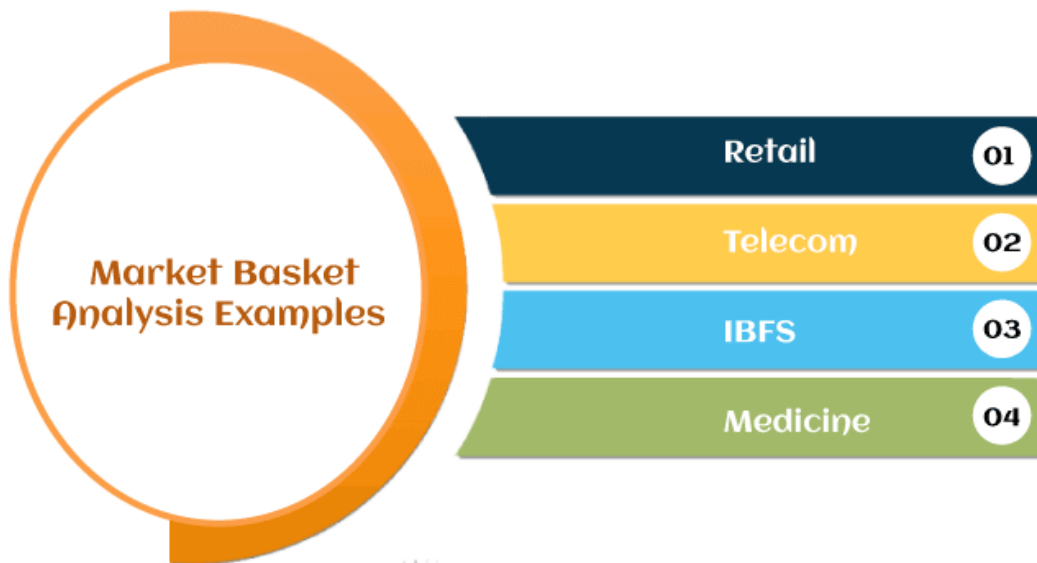 Market Basket
Analysis Examples
Retail
01
Telecom
02
IBFS
03
Medicine
04